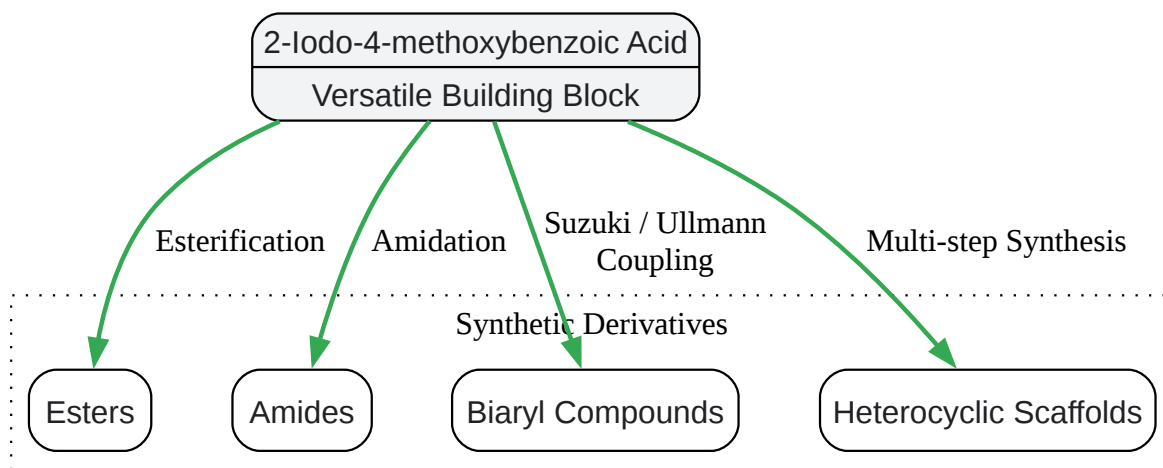 2-Iodo-4-methoxybenzoic Acid
Versatile Building Block
Esterification
Amidation
Suzuki / Ullmann
Coupling
Multi-step Synthesis
Synthetic Derivatives
Esters
Amides
Biaryl Compounds
Heterocyclic Scaffolds